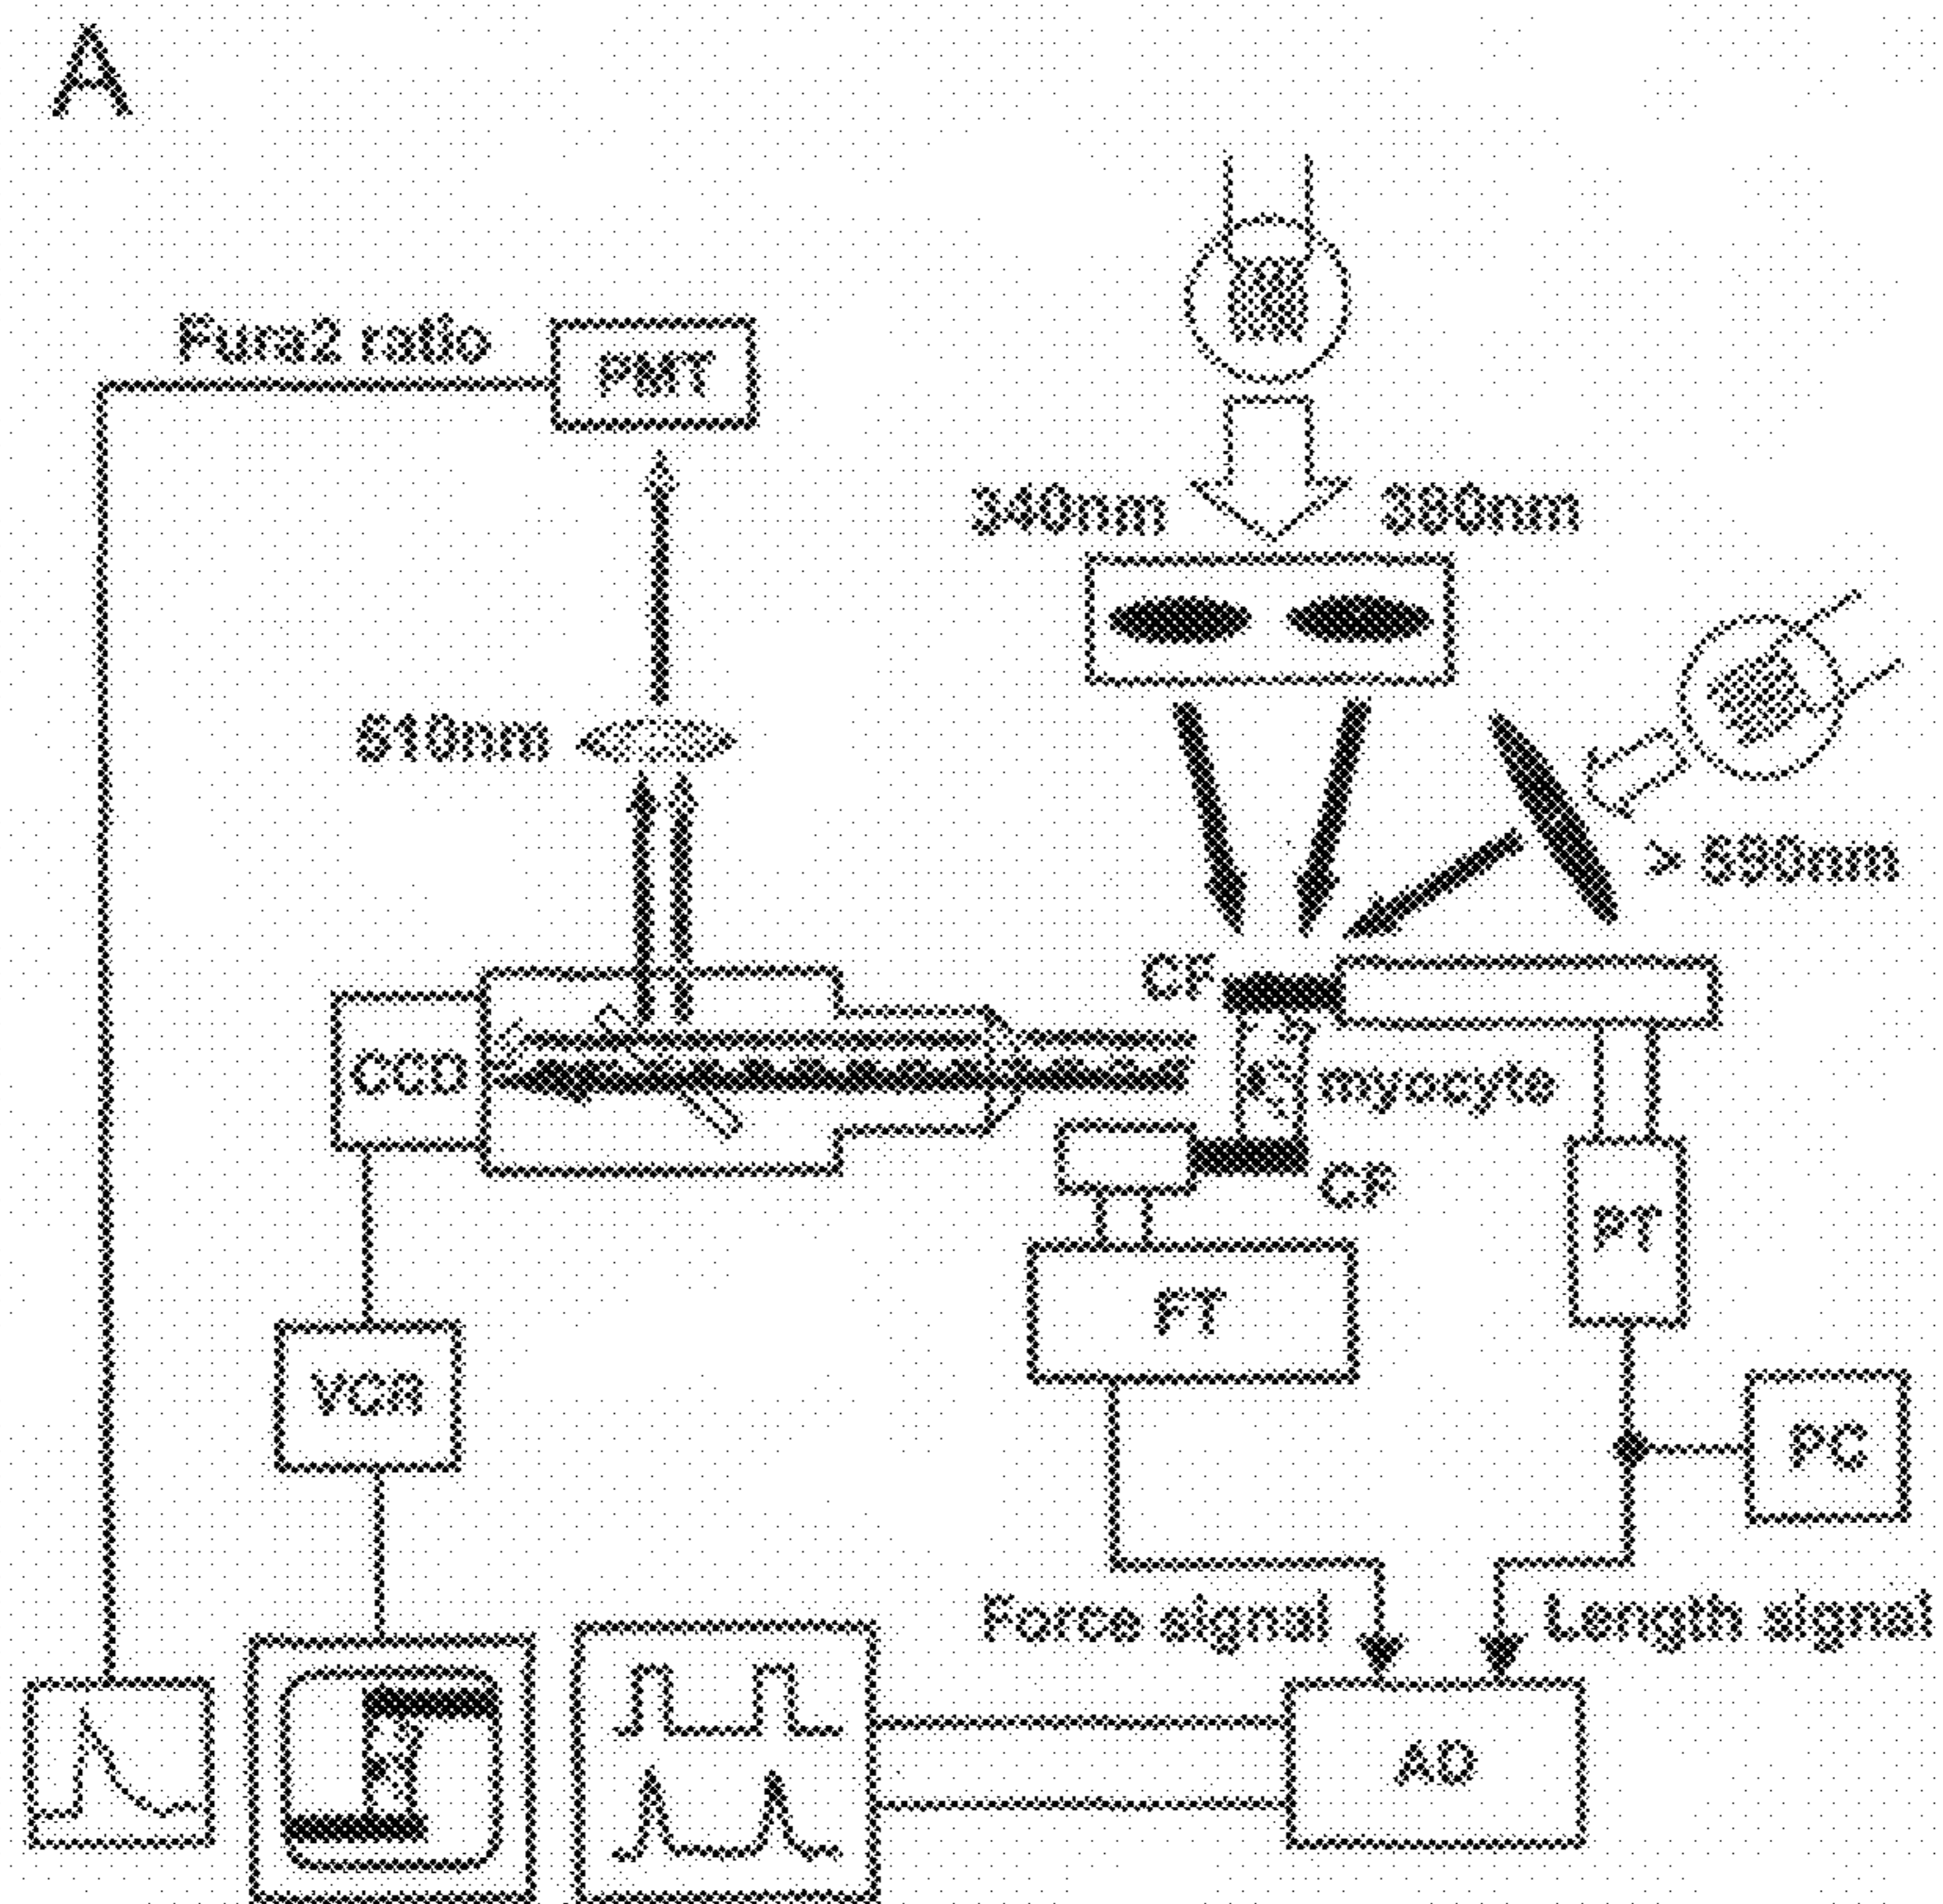 A
Fura2 ratio
PMT
340nm
380nm
510nm
> 590nm
CF
CCD
myocyte
CF
PT
FT
VCR
PC
Force signal
Length signal
AD